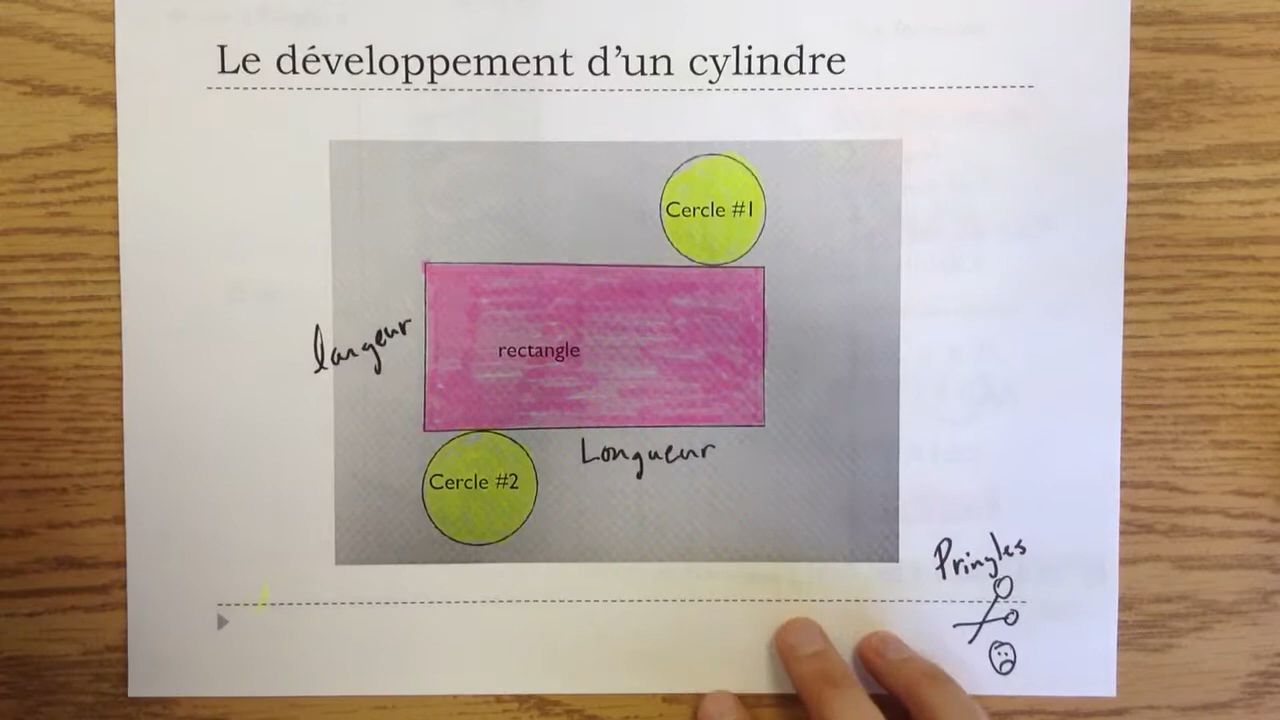 Le développement d'un cylindre
Cercle #1
largeur
rectangle
Longueur
Cercle #2
Pringles